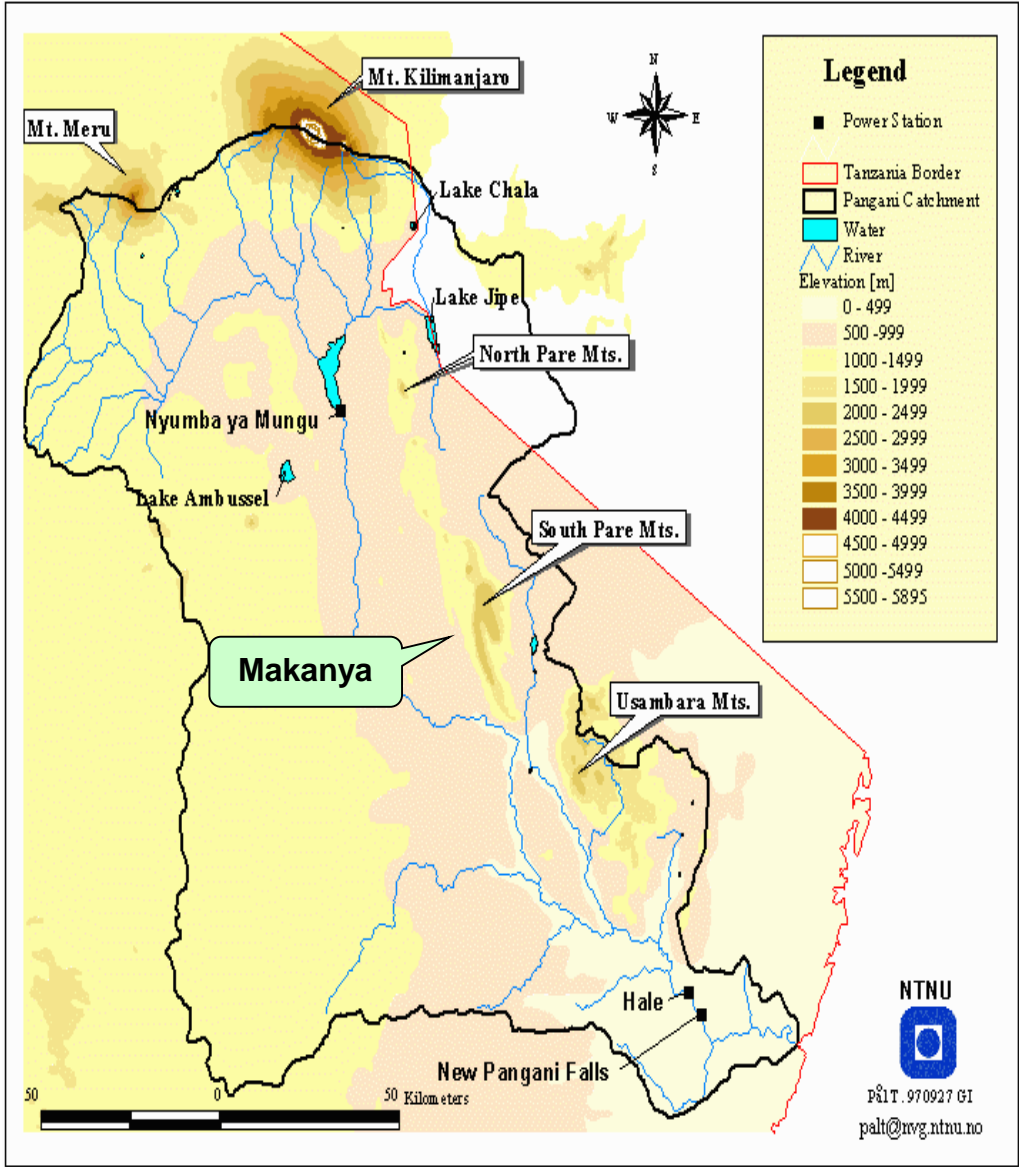 Mt. Kilimanjaro
Mt. Meru
N
W
E
S
Lake Chala
Lake Jipe
North Pare Mts.
Nyumba ya Mungu
Lake Ambussel
South Pare Mts.
Makanya
Usambara Mts.
Hale
New Pangani Falls
50
0
50
Kilometers
Legend
Power Station
Tanzania Border
Pangani Catchment
Water
River
Elevation [m]
0 - 499
500 -999
1000 -1499
1500 - 1999
2000 - 2499
2500 - 2999
3000 - 3499
3500 - 3999
4000 - 4499
4500 - 4999
5000 -5499
5500 - 5895
NTNU
PålT.970927 GI
palt@nvg.ntnu.no